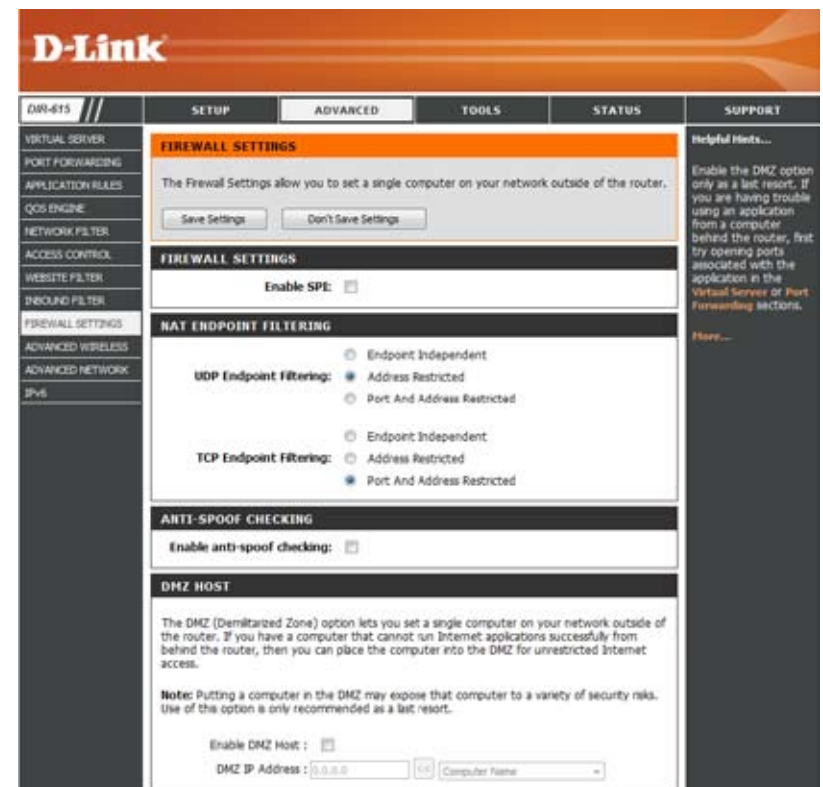 D-Link
DIR-615
SETUP
ADVANCED
TOOLS
STATUS
SUPPORT
VIRTUAL SERVER
PORT FORWARDING
APPLICATION RULES
QOS ENGINE
NETWORK FILTER
ACCESS CONTROL
WEBSITE FILTER
INBOUND FILTER
FIREWALL SETTINGS
ADVANCED WIRELESS
ADVANCED NETWORK
IPv6
FIREWALL SETTINGS
The Firewall Settings allow you to set a single computer on your network outside of the router.
Save Settings
Don't Save Settings
FIREWALL SETTINGS
Enable SPI:
NAT ENDPOINT FILTERING
UDP Endpoint Filtering:
Endpoint Independent
Address Restricted
Port And Address Restricted
TCP Endpoint Filtering:
Endpoint Independent
Address Restricted
Port And Address Restricted
ANTI-SPOOF CHECKING
Enable anti-spoof checking:
DMZ HOST
The DMZ (Demilitarized Zone) option lets you set a single computer on your network outside of
the router. If you have a computer that cannot run Internet applications successfully from
behind the router, then you can place the computer into the DMZ for unrestricted Internet
access.
Note: Putting a computer in the DMZ may expose that computer to a variety of security risks.
Use of this option is only recommended as a last resort.
Enable DMZ Host :
DMZ IP Address : 0.0.0.0 << Computer Name
Helpful Hints...
Enable the DMZ option
only as a last resort. If
you are having trouble
using an application
from a computer
behind the router, first
try opening ports
associated with the
application in the
Virtual Server or Port
Forwarding sections.
More...